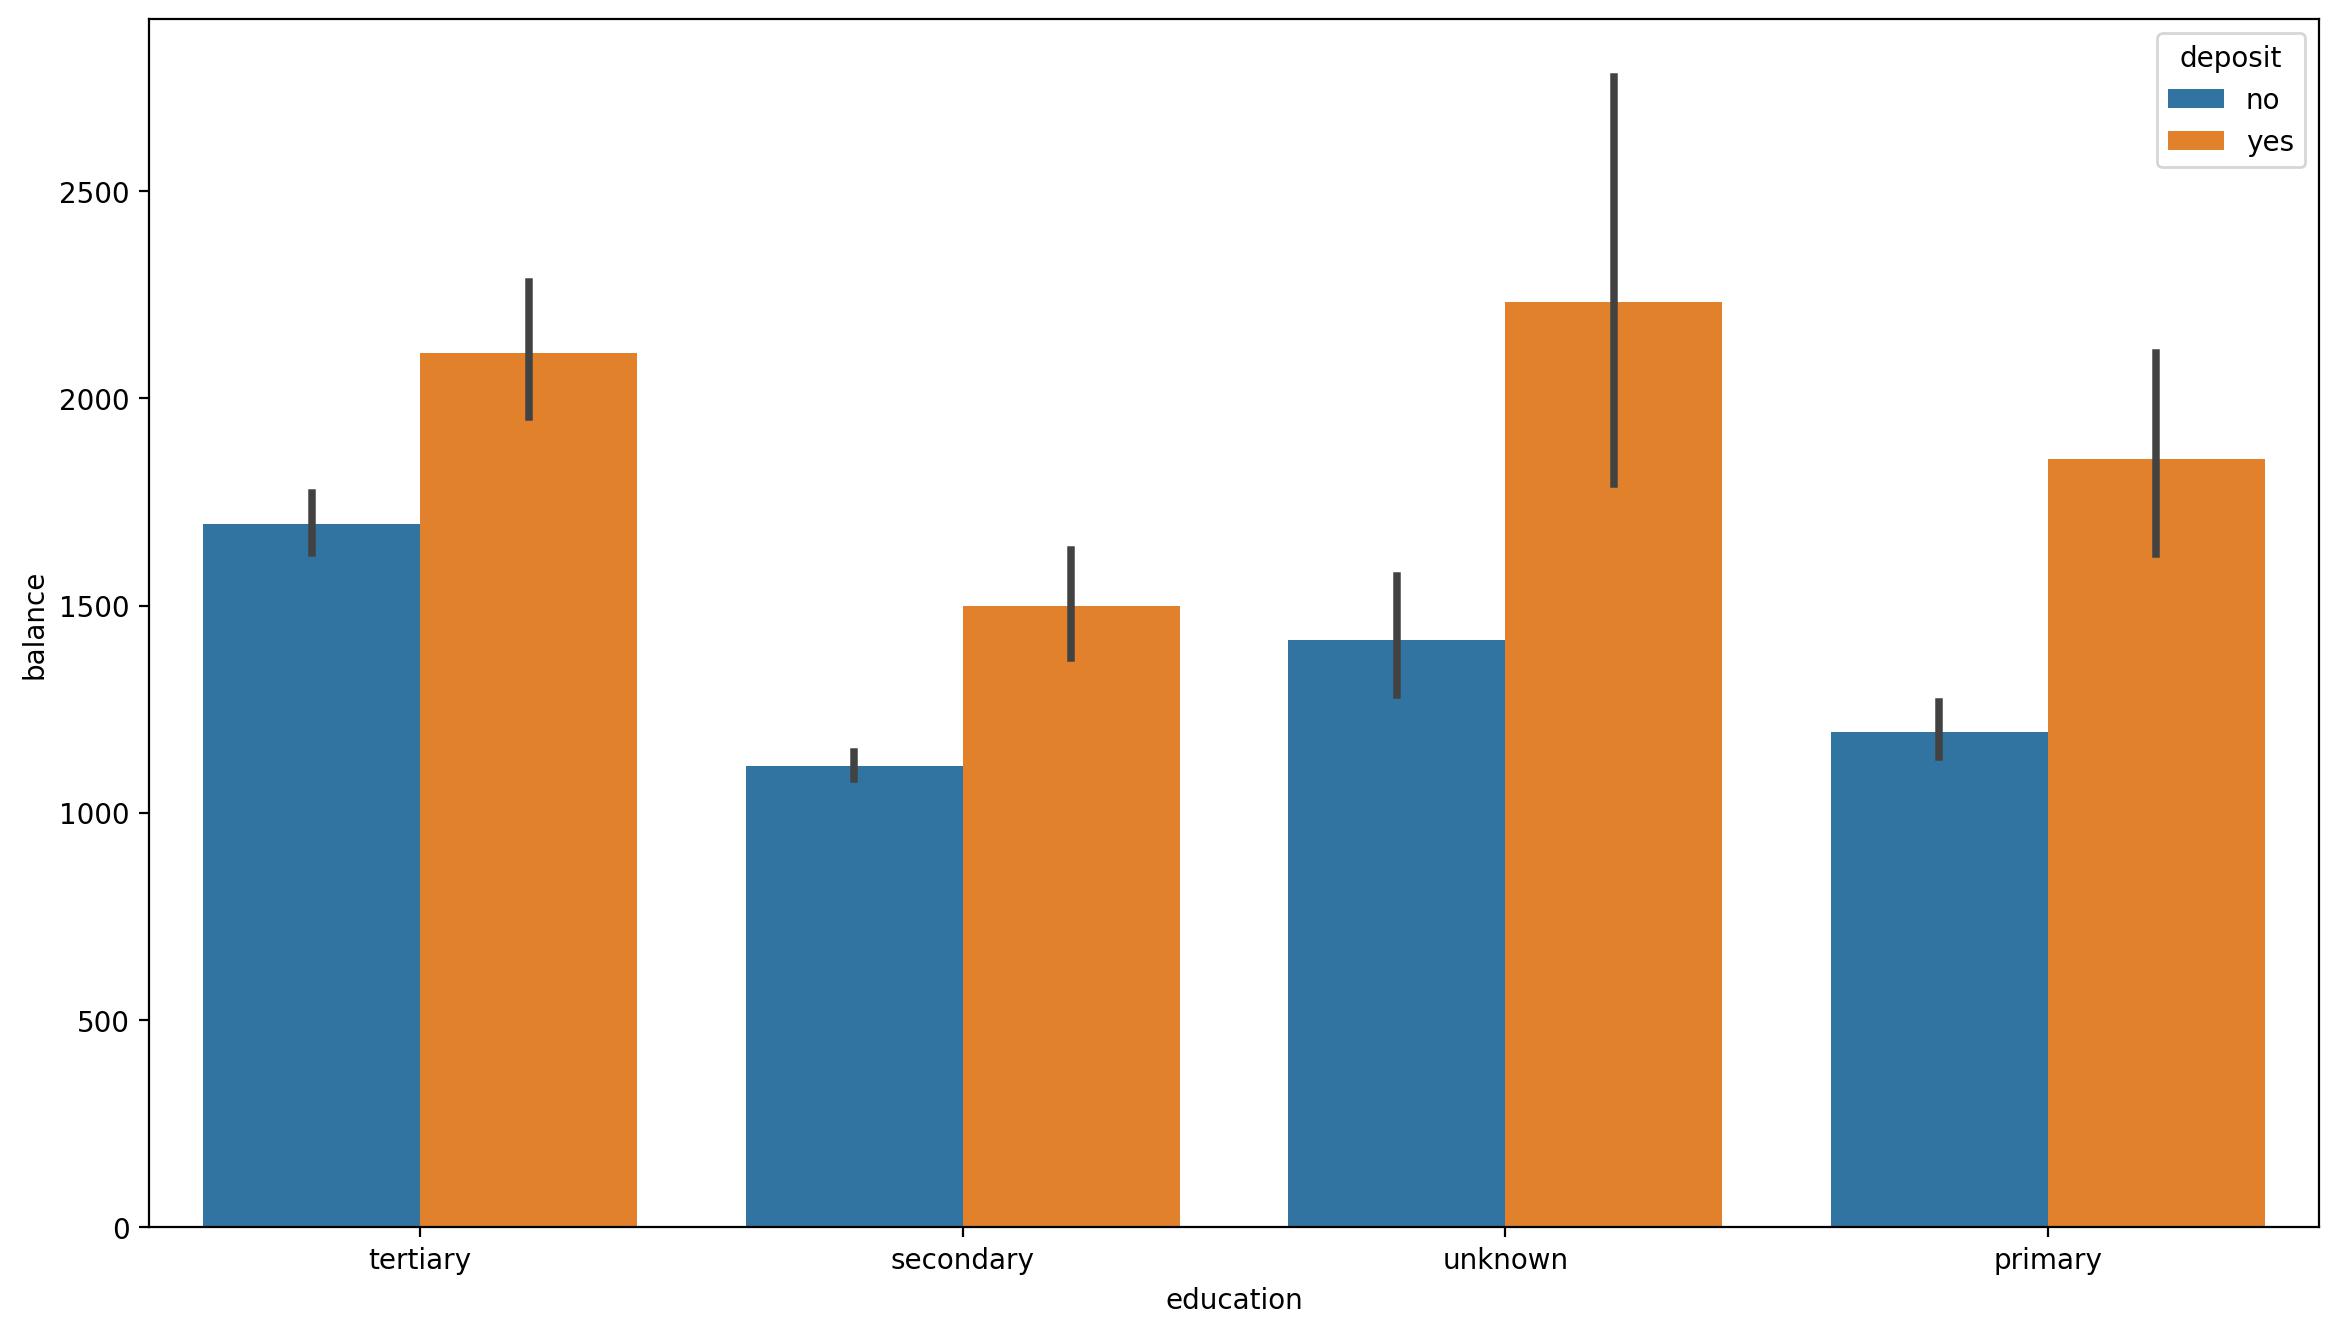 deposit
no
yes
2500
2000
1500
1000
500
0
balance
tertiary
secondary
unknown
primary
education